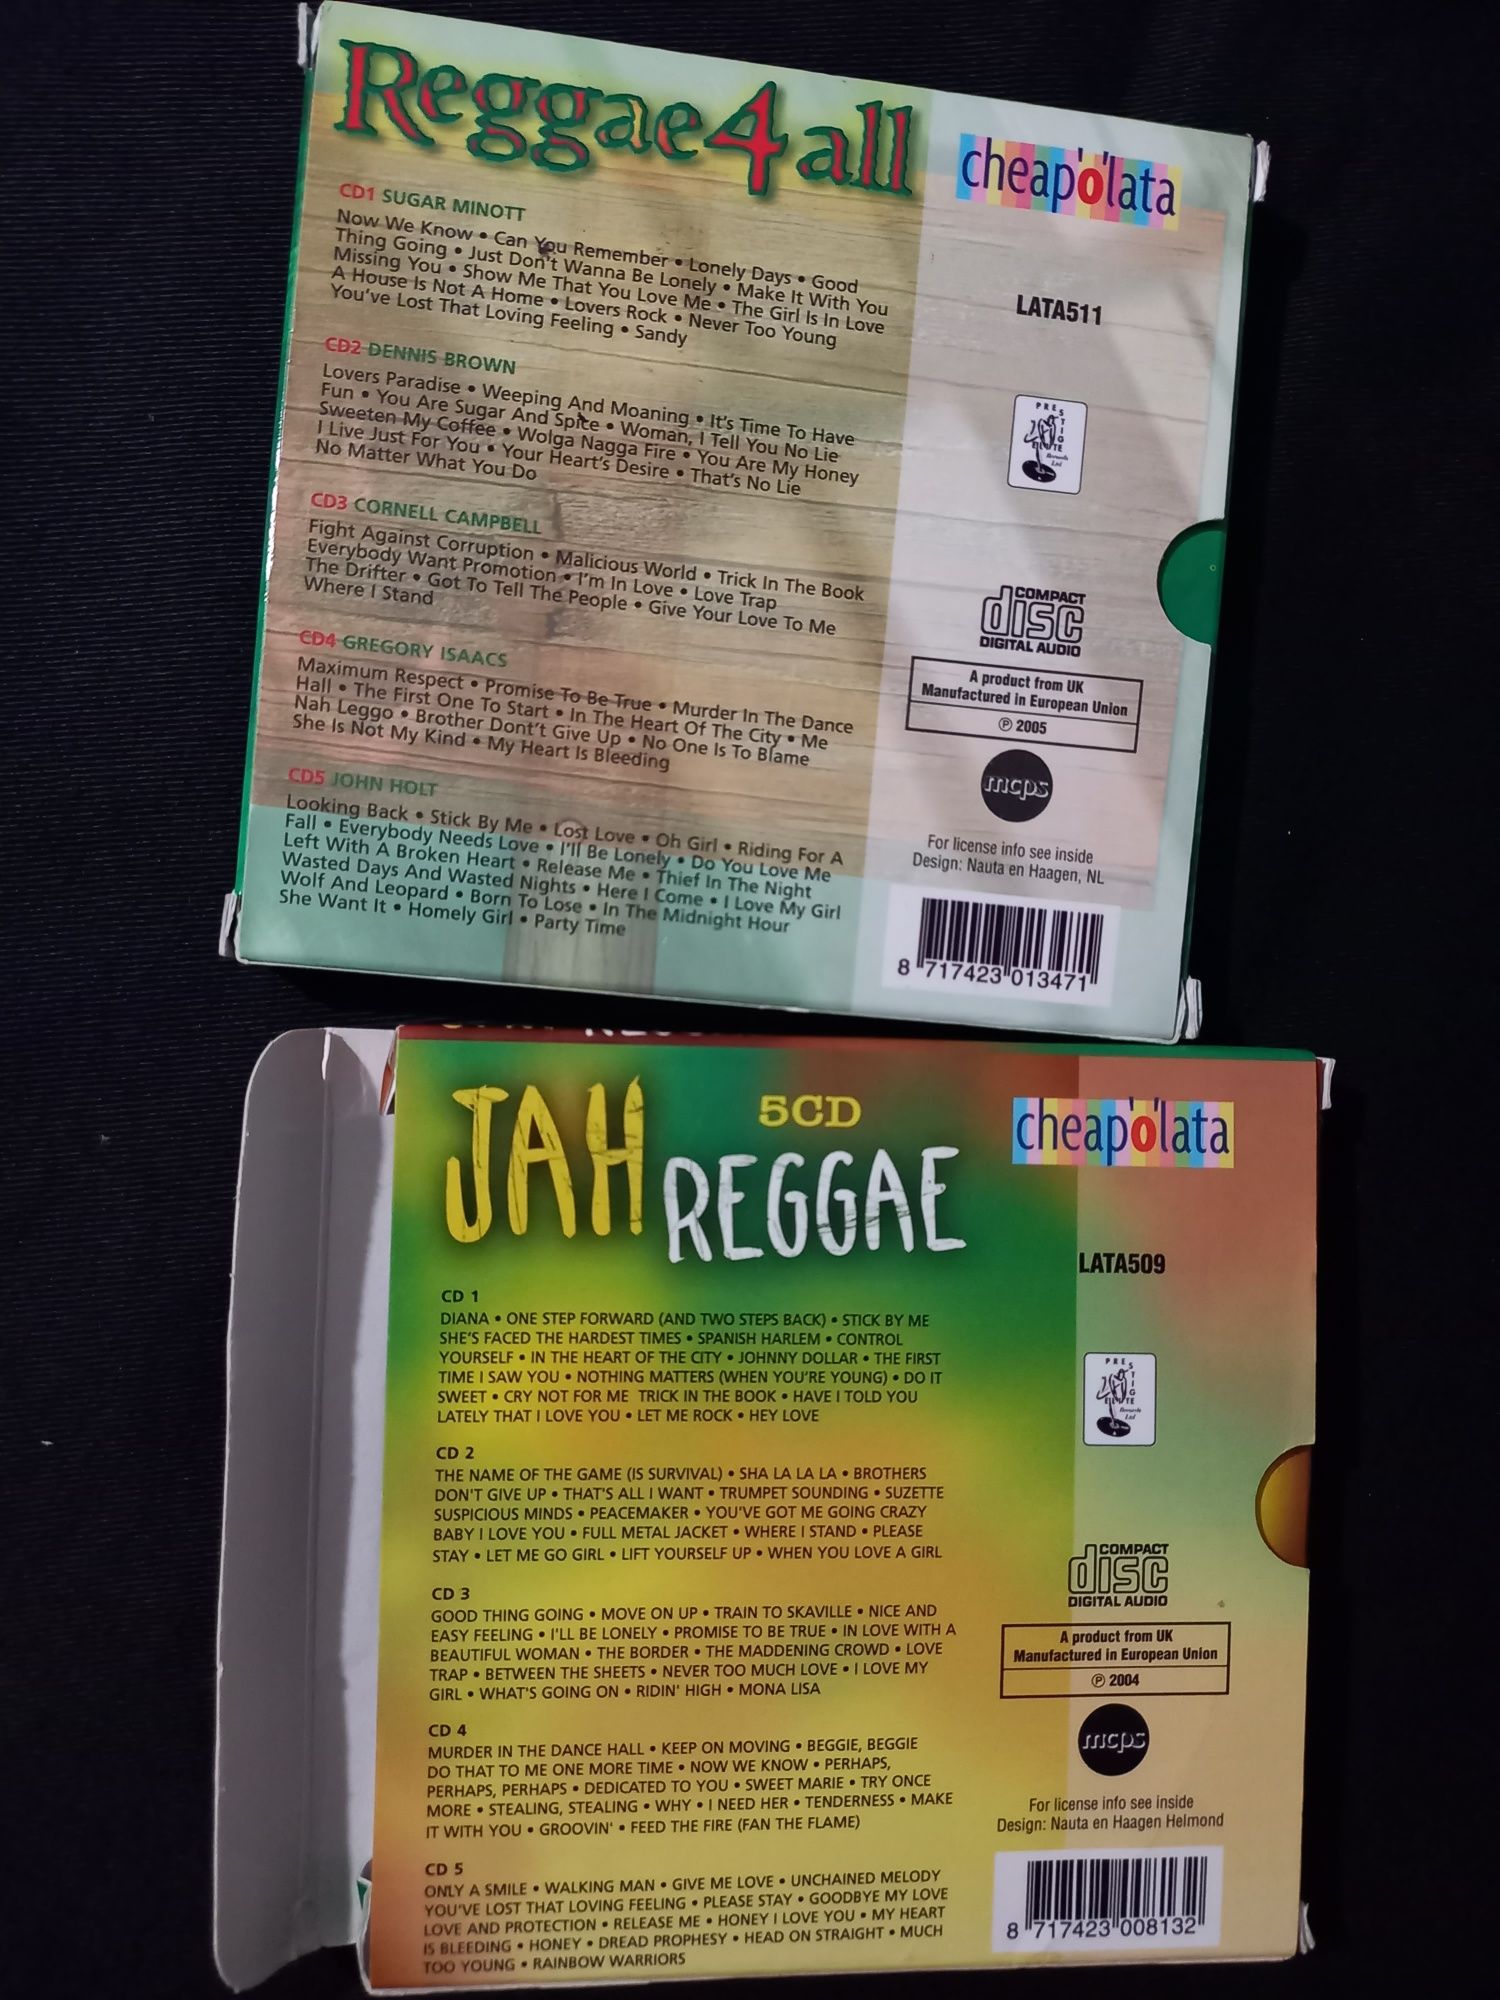 Reggae4all
cheap'o'lata
CD1 SUGAR MINOTT
Now We Know • Can You Remember • Lonely Days • Good
Thing Going • Just Don't Wanna Be Lonely • Make It With You
Missing You • Show Me That You Love Me • The Girl Is In Love
A House Is Not A Home • Lovers Rock • Never Too Young
You've Lost That Loving Feeling • Sandy
LATA511
CD2 DENNIS BROWN
Lovers Paradise • Weeping And Moaning • It's Time To Have
Fun • You Are Sugar And Spice • Woman, I Tell You No Lie
Sweeten My Coffee • Wolga Nagga Fire • You Are My Honey
I Live Just For You • Your Heart's Desire • That's No Lie
No Matter What You Do
PRESTIGE
ELITE
Records
Ltd
CD3 CORNELL CAMPBELL
Fight Against Corruption • Malicious World • Trick In The Book
Everybody Want Promotion • I'm In Love • Love Trap
The Drifter • Got To Tell The People • Give Your Love To Me
Where I Stand
COMPACT
disc
DIGITAL AUDIO
CD4 GREGORY ISAACS
Maximum Respect • Promise To Be True • Murder In The Dance
Hall • The First One To Start • In The Heart Of The City • Me
Nah Leggo • Brother Dont't Give Up • No One Is To Blame
She Is Not My Kind • My Heart Is Bleeding
A product from UK
Manufactured in European Union
℗ 2005
mcps
CD5 JOHN HOLT
Looking Back • Stick By Me • Lost Love • Oh Girl • Riding For A
Fall • Everybody Needs Love • I'll Be Lonely • Do You Love Me
Left With A Broken Heart • Release Me • Thief In The Night
Wasted Days And Wasted Nights • Here I Come • I Love My Girl
Wolf And Leopard • Born To Lose • In The Midnight Hour
She Want It • Homely Girl • Party Time
For license info see inside
Design: Nauta en Haagen, NL
8 717423 013471
JAH 5CD
REGGAE
cheap'o'lata
LATA509
CD 1
DIANA • ONE STEP FORWARD (AND TWO STEPS BACK) • STICK BY ME
SHE'S FACED THE HARDEST TIMES • SPANISH HARLEM • CONTROL
YOURSELF • IN THE HEART OF THE CITY • JOHNNY DOLLAR • THE FIRST
TIME I SAW YOU • NOTHING MATTERS (WHEN YOU'RE YOUNG) • DO IT
SWEET • CRY NOT FOR ME TRICK IN THE BOOK • HAVE I TOLD YOU
LATELY THAT I LOVE YOU • LET ME ROCK • HEY LOVE
PRESTIGE
ELITE
Records
Ltd
CD 2
THE NAME OF THE GAME (IS SURVIVAL) • SHA LA LA LA • BROTHERS
DON'T GIVE UP • THAT'S ALL I WANT • TRUMPET SOUNDING • SUZETTE
SUSPICIOUS MINDS • PEACEMAKER • YOU'VE GOT ME GOING CRAZY
BABY I LOVE YOU • FULL METAL JACKET • WHERE I STAND • PLEASE
STAY • LET ME GO GIRL • LIFT YOURSELF UP • WHEN YOU LOVE A GIRL
COMPACT
disc
DIGITAL AUDIO
CD 3
GOOD THING GOING • MOVE ON UP • TRAIN TO SKAVILLE • NICE AND
EASY FEELING • I'LL BE LONELY • PROMISE TO BE TRUE • IN LOVE WITH A
BEAUTIFUL WOMAN • THE BORDER • THE MADDENING CROWD • LOVE
TRAP • BETWEEN THE SHEETS • NEVER TOO MUCH LOVE • I LOVE MY
GIRL • WHAT'S GOING ON • RIDIN' HIGH • MONA LISA
A product from UK
Manufactured in European Union
℗ 2004
mcps
CD 4
MURDER IN THE DANCE HALL • KEEP ON MOVING • BEGGIE, BEGGIE
DO THAT TO ME ONE MORE TIME • NOW WE KNOW • PERHAPS,
PERHAPS, PERHAPS • DEDICATED TO YOU • SWEET MARIE • TRY ONCE
MORE • STEALING, STEALING • WHY • I NEED HER • TENDERNESS • MAKE
IT WITH YOU • GROOVIN' • FEED THE FIRE (FAN THE FLAME)
For license info see inside
Design: Nauta en Haagen Helmond
CD 5
ONLY A SMILE • WALKING MAN • GIVE ME LOVE • UNCHAINED MELODY
YOU'VE LOST THAT LOVING FEELING • PLEASE STAY • GOODBYE MY LOVE
LOVE AND PROTECTION • RELEASE ME • HONEY I LOVE YOU • MY HEART
IS BLEEDING • HONEY • DREAD PROPHESY • HEAD ON STRAIGHT • MUCH
TOO YOUNG • RAINBOW WARRIORS
8 717423 008132